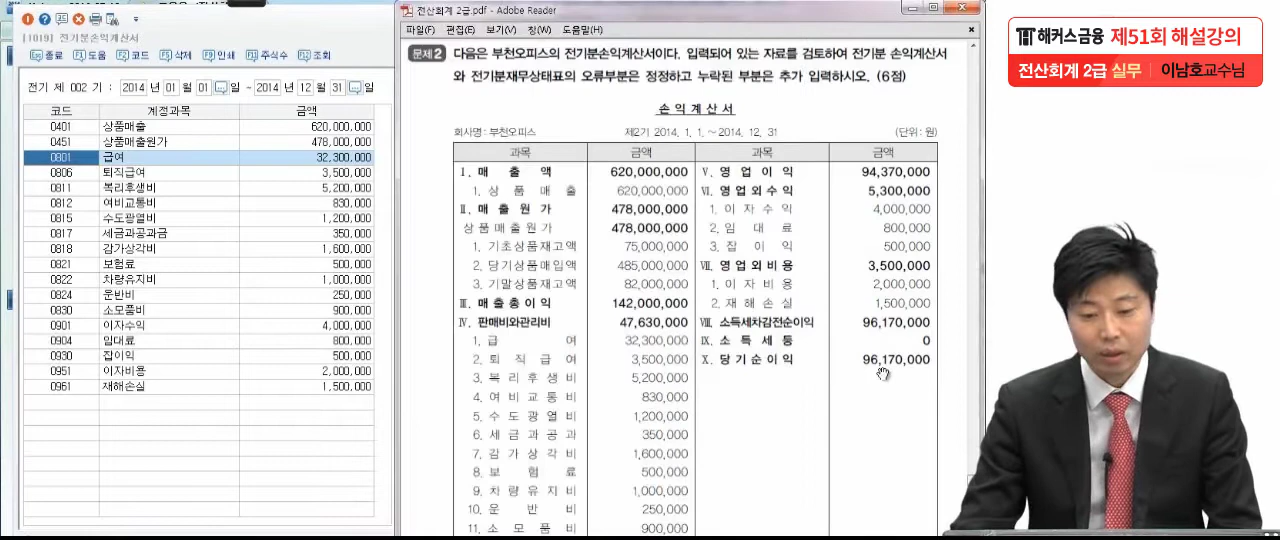 [1019] 전기분손익계산서
종료 도움 코드 삭제 인쇄 주식수 조회
전기 제 002 기 : 2014 년 01 월 01 일 ~ 2014 년 12 월 31 일
코드 계정과목 금액
0401 상품매출 620,000,000
0451 상품매출원가 478,000,000
0801 급여 32,300,000
0806 퇴직급여 3,500,000
0811 복리후생비 5,200,000
0812 여비교통비 830,000
0815 수도광열비 1,200,000
0817 세금과공과금 350,000
0818 감가상각비 1,600,000
0821 보험료 500,000
0822 차량유지비 1,000,000
0824 운반비 250,000
0830 소모품비 900,000
0901 이자수익 4,000,000
0904 임대료 800,000
0930 잡이익 500,000
0951 이자비용 2,000,000
0961 재해손실 1,500,000
전산회계 2급.pdf - Adobe Reader
파일(F) 편집(E) 보기(V) 창(W) 도움말(H)
문제2 다음은 부천오피스의 전기분손익계산서이다. 입력되어 있는 자료를 검토하여 전기분 손익계산서
와 전기분재무상태표의 오류부분은 정정하고 누락된 부분은 추가 입력하시오. (6점)
손 익 계 산 서
회사명 : 부천오피스 제2기 2014. 1. 1. ~ 2014. 12. 31 (단위 : 원)
과목 금액 과목 금액
Ⅰ. 매 출 액 620,000,000 Ⅴ. 영 업 이 익 94,370,000
1. 상 품 매 출 620,000,000 Ⅵ. 영 업 외 수 익 5,300,000
Ⅱ. 매 출 원 가 478,000,000 1. 이 자 수 익 4,000,000
상 품 매 출 원 가 478,000,000 2. 임 대 료 800,000
1. 기초상품재고액 75,000,000 3. 잡 이 익 500,000
2. 당기상품매입액 485,000,000 Ⅶ. 영 업 외 비 용 3,500,000
3. 기말상품재고액 82,000,000 1. 이 자 비 용 2,000,000
Ⅲ. 매 출 총 이 익 142,000,000 2. 재 해 손 실 1,500,000
Ⅳ. 판매비와관리비 47,630,000 Ⅷ. 소득세차감전순이익 96,170,000
1. 급 여 32,300,000 Ⅸ. 소 득 세 등 0
2. 퇴 직 급 여 3,500,000 Ⅹ. 당 기 순 이 익 96,170,000
3. 복 리 후 생 비 5,200,000
4. 여 비 교 통 비 830,000
5. 수 도 광 열 비 1,200,000
6. 세 금 과 공 과 350,000
7. 감 가 상 각 비 1,600,000
8. 보 험 료 500,000
9. 차 량 유 지 비 1,000,000
10. 운 반 비 250,000
11. 소 모 품 비 900,000
해커스금융 제51회 해설강의
전산회계 2급 실무 | 이남호교수님